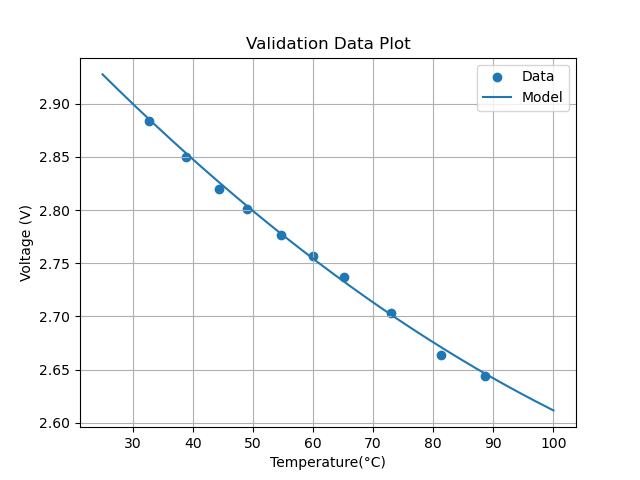 Validation Data Plot
Data
Model
2.90
2.85
2.80
2.75
2.70
2.65
2.60
Voltage (V)
30 40 50 60 70 80 90 100
Temperature(°C)